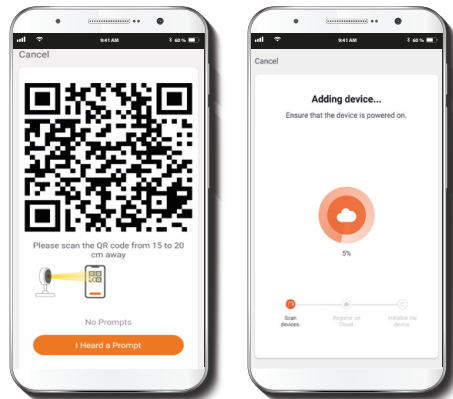 9:41 AM
60 %
Cancel
Please scan the QR code from 15 to 20
cm away
No Prompts
I Heard a Prompt
9:41 AM
60 %
Cancel
Adding device...
Ensure that the device is powered on.
5%
Scan
devices.
Register on
Cloud.
Initialize the
device.